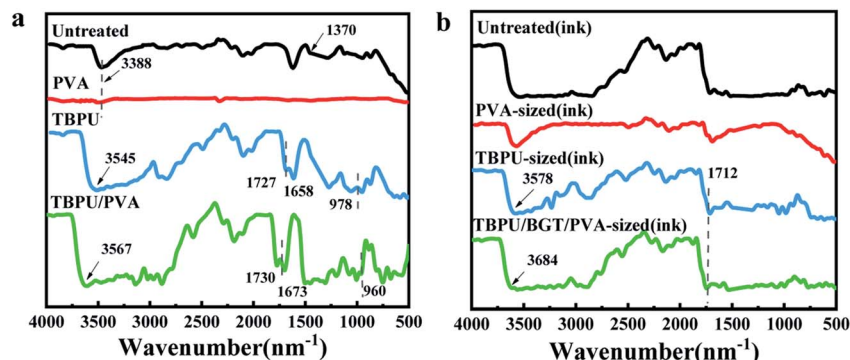 a
Untreated
1370
3388
PVA
TBPU
3545
1727
1658
978
TBPU/PVA
3567
1730
1673
960
4000 3500 3000 2500 2000 1500 1000 500
Wavenumber(nm-1)
b
Untreated(ink)
PVA-sized(ink)
TBPU-sized(ink)
1712
3578
TBPU/BGT/PVA-sized(ink)
3684
4000 3500 3000 2500 2000 1500 1000 500
Wavenumber(nm-1)